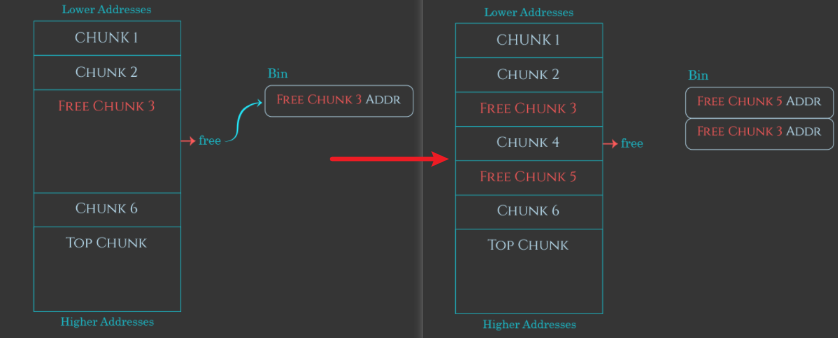 Lower Addresses
CHUNK 1
CHUNK 2
FREE CHUNK 3
CHUNK 6
TOP CHUNK
Higher Addresses
free
Bin
FREE CHUNK 3 ADDR
Lower Addresses
CHUNK 1
CHUNK 2
FREE CHUNK 3
CHUNK 4
FREE CHUNK 5
CHUNK 6
TOP CHUNK
Higher Addresses
free
Bin
FREE CHUNK 5 ADDR
FREE CHUNK 3 ADDR